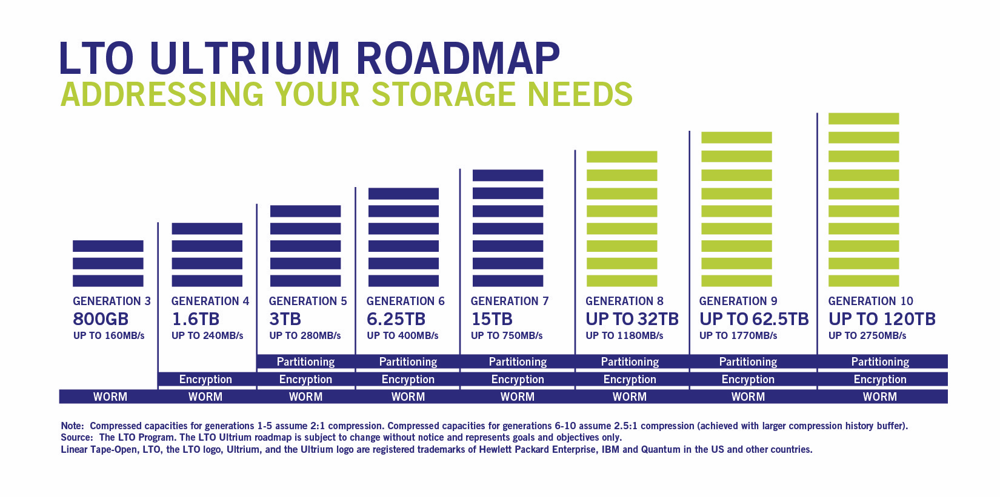 LTO ULTRIUM ROADMAP
ADDRESSING YOUR STORAGE NEEDS
GENERATION 3
800GB
UP TO 160MB/s
GENERATION 4
1.6TB
UP TO 240MB/s
GENERATION 5
3TB
UP TO 280MB/s
GENERATION 6
6.25TB
UP TO 400MB/s
GENERATION 7
15TB
UP TO 750MB/s
GENERATION 8
UP TO 32TB
UP TO 1180MB/s
GENERATION 9
UP TO 62.5TB
UP TO 1770MB/s
GENERATION 10
UP TO 120TB
UP TO 2750MB/s
Partitioning Partitioning Partitioning Partitioning Partitioning Partitioning
Encryption Encryption Encryption Encryption Encryption Encryption Encryption
WORM WORM WORM WORM WORM WORM WORM WORM
Note: Compressed capacities for generations 1-5 assume 2:1 compression. Compressed capacities for generations 6-10 assume 2.5:1 compression (achieved with larger compression history buffer).
Source: The LTO Program. The LTO Ultrium roadmap is subject to change without notice and represents goals and objectives only.
Linear Tape-Open, LTO, the LTO logo, Ultrium, and the Ultrium logo are registered trademarks of Hewlett Packard Enterprise, IBM and Quantum in the US and other countries.